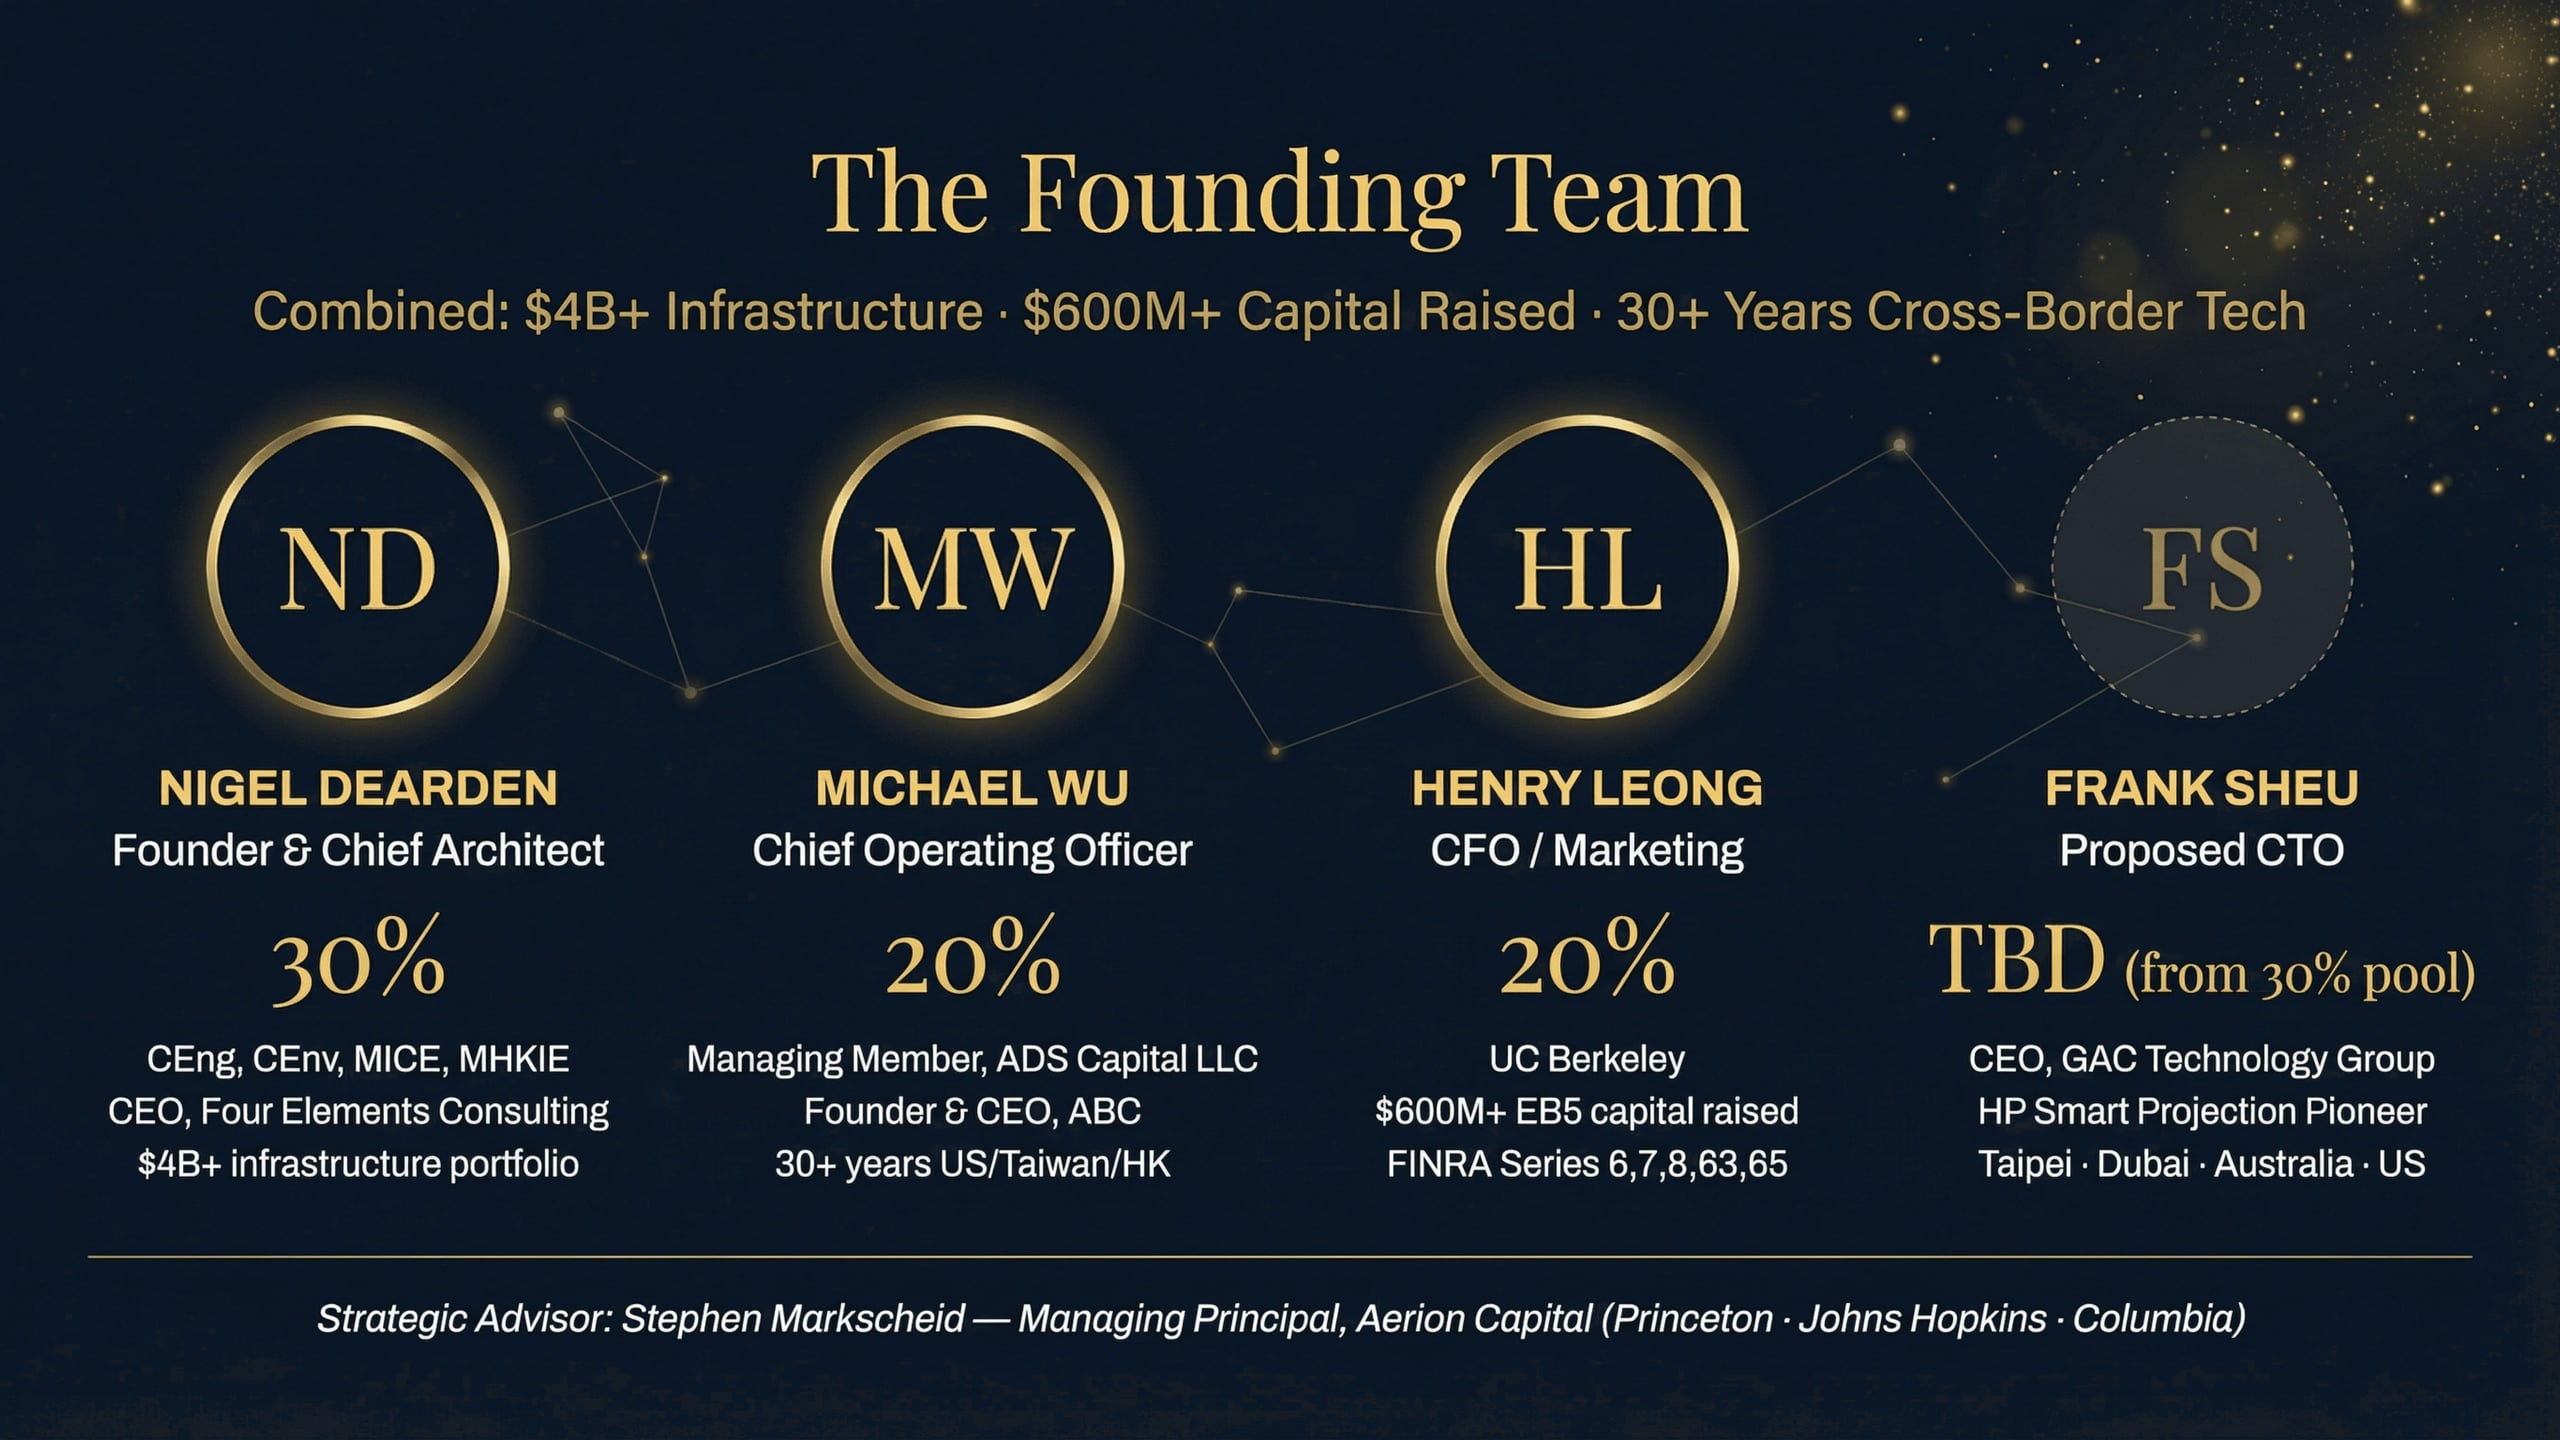 The Founding Team
Combined: $4B+ Infrastructure · $600M+ Capital Raised · 30+ Years Cross-Border Tech
ND
NIGEL DEARDEN
Founder & Chief Architect
30%
CEng, CEnv, MICE, MHKIE
CEO, Four Elements Consulting
$4B+ infrastructure portfolio
MW
MICHAEL WU
Chief Operating Officer
20%
Managing Member, ADS Capital LLC
Founder & CEO, ABC
30+ years US/Taiwan/HK
HL
HENRY LEONG
CFO / Marketing
20%
UC Berkeley
$600M+ EB5 capital raised
FINRA Series 6,7,8,63,65
FS
FRANK SHEU
Proposed CTO
TBD (from 30% pool)
CEO, GAC Technology Group
HP Smart Projection Pioneer
Taipei · Dubai · Australia · US
Strategic Advisor: Stephen Markscheid — Managing Principal, Aerion Capital (Princeton · Johns Hopkins · Columbia)